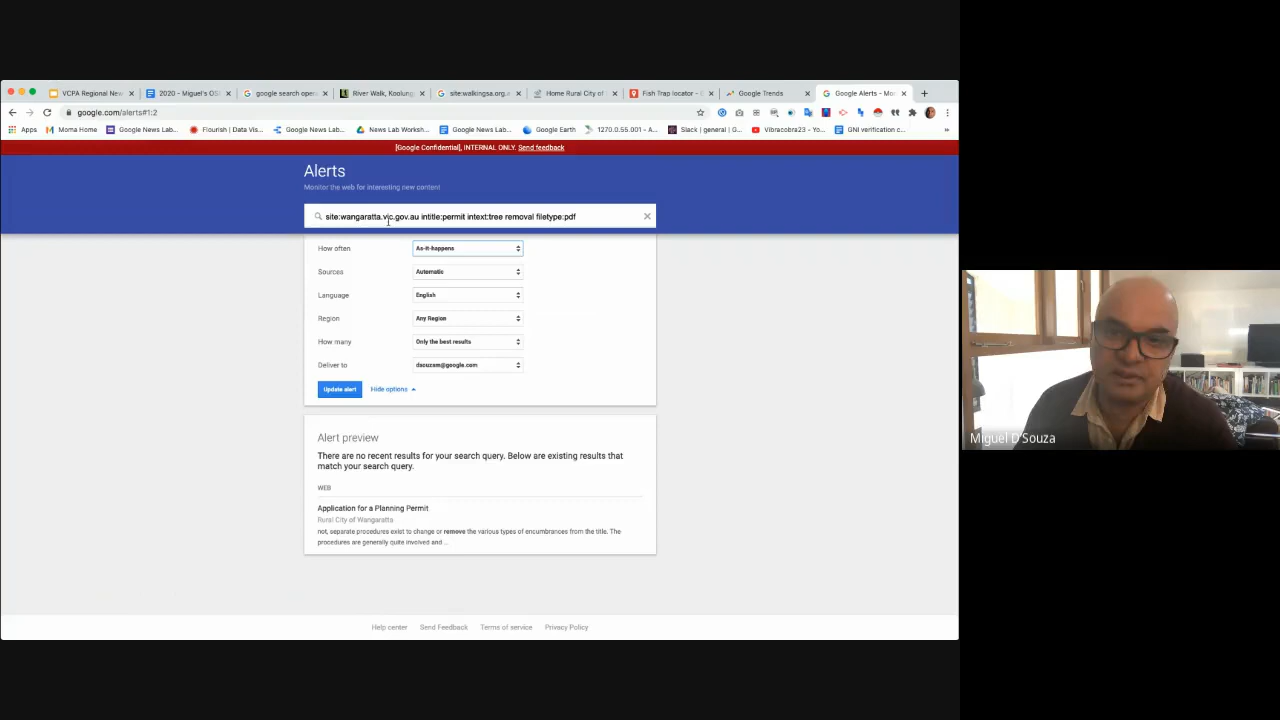 VCPA Regional New
2020 - Miguel's OS
google search oper
River Walk, Koolung
site:walkingsa.org.
Home Rural City of
Fish Trap locator - E
Google Trends
Google Alerts - Mo
google.com/alerts#1:2
Apps
Moma Home
Google News Lab...
Flourish | Data Vis...
Google News Lab...
News Lab Worksh...
Google News Lab...
Google Earth
1270.0.55.001 - A...
Slack | general | G...
Vibracobra23 - Yo...
GNI verification c...
[Google Confidential], INTERNAL ONLY. Send feedback
Alerts
Monitor the web for interesting new content
site:wangaratta.vic.gov.au intitle:permit intext:tree removal filetype:pdf
How often As-it-happens
Sources Automatic
Language English
Region Any Region
How many Only the best results
Deliver to dsouzam@google.com
Update alert Hide options
Alert preview
There are no recent results for your search query. Below are existing results that
match your search query.
WEB
Application for a Planning Permit
Rural City of Wangaratta
not, separate procedures exist to change or remove the various types of encumbrances from the title. The
procedures are generally quite involved and ...
Help center Send Feedback Terms of service Privacy Policy
Miguel D'Souza